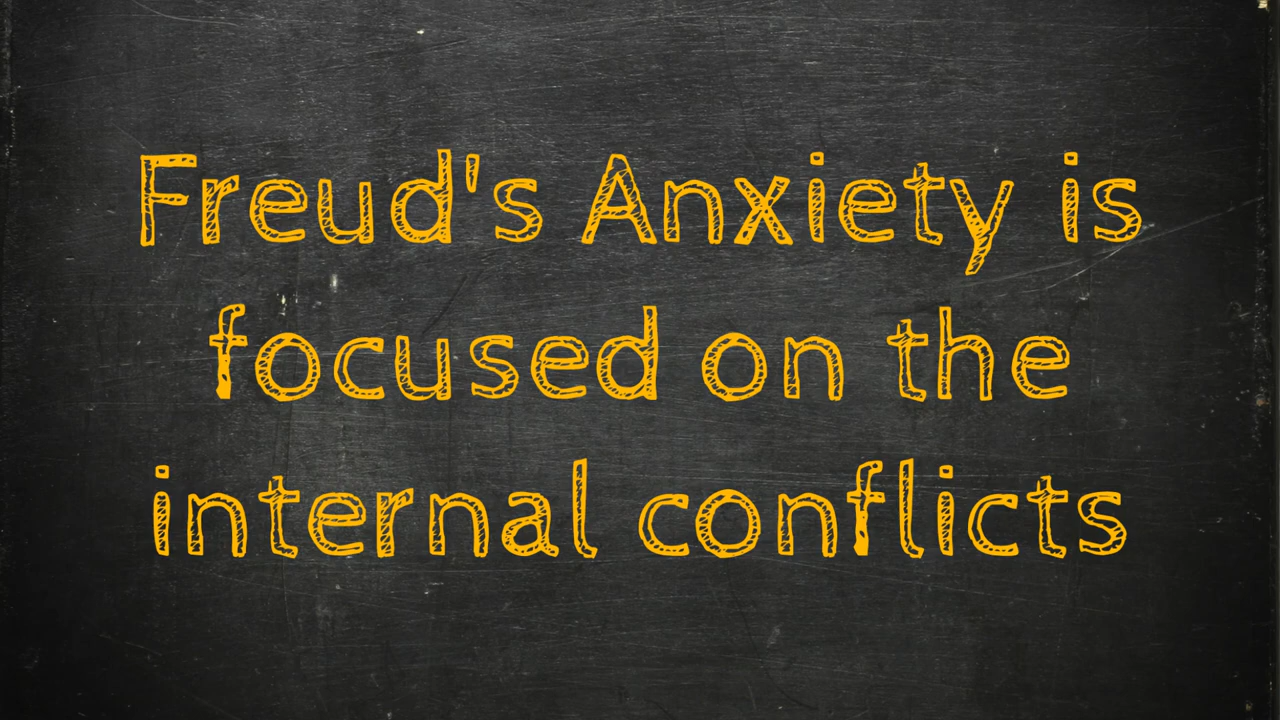 Freud's Anxiety is
focused on the
internal conflicts